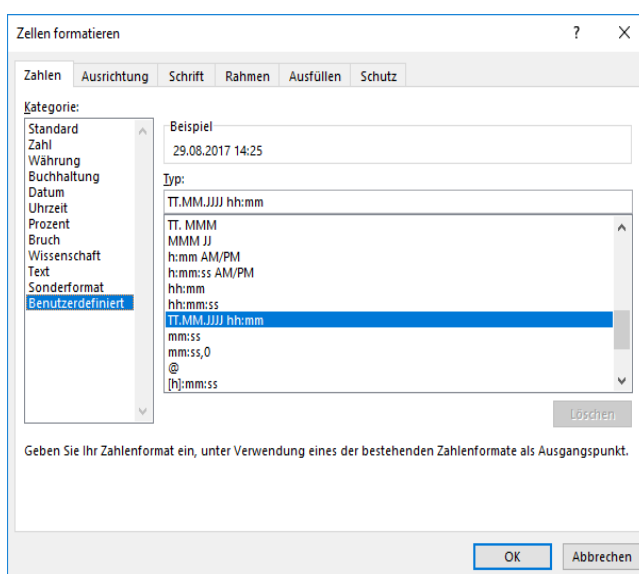 Zellen formatieren
? X
Zahlen Ausrichtung Schrift Rahmen Ausfüllen Schutz
Kategorie:
Standard
Zahl
Währung
Buchhaltung
Datum
Uhrzeit
Prozent
Bruch
Wissenschaft
Text
Sonderformat
Benutzerdefiniert
Beispiel
29.08.2017 14:25
Typ:
TT.MM.JJJJ hh:mm
TT. MMM
MMM JJ
h:mm AM/PM
h:mm:ss AM/PM
hh:mm
hh:mm:ss
TT.MM.JJJJ hh:mm
mm:ss
mm:ss,0
@
[h]:mm:ss
Löschen
Geben Sie Ihr Zahlenformat ein, unter Verwendung eines der bestehenden Zahlenformate als Ausgangspunkt.
OK Abbrechen